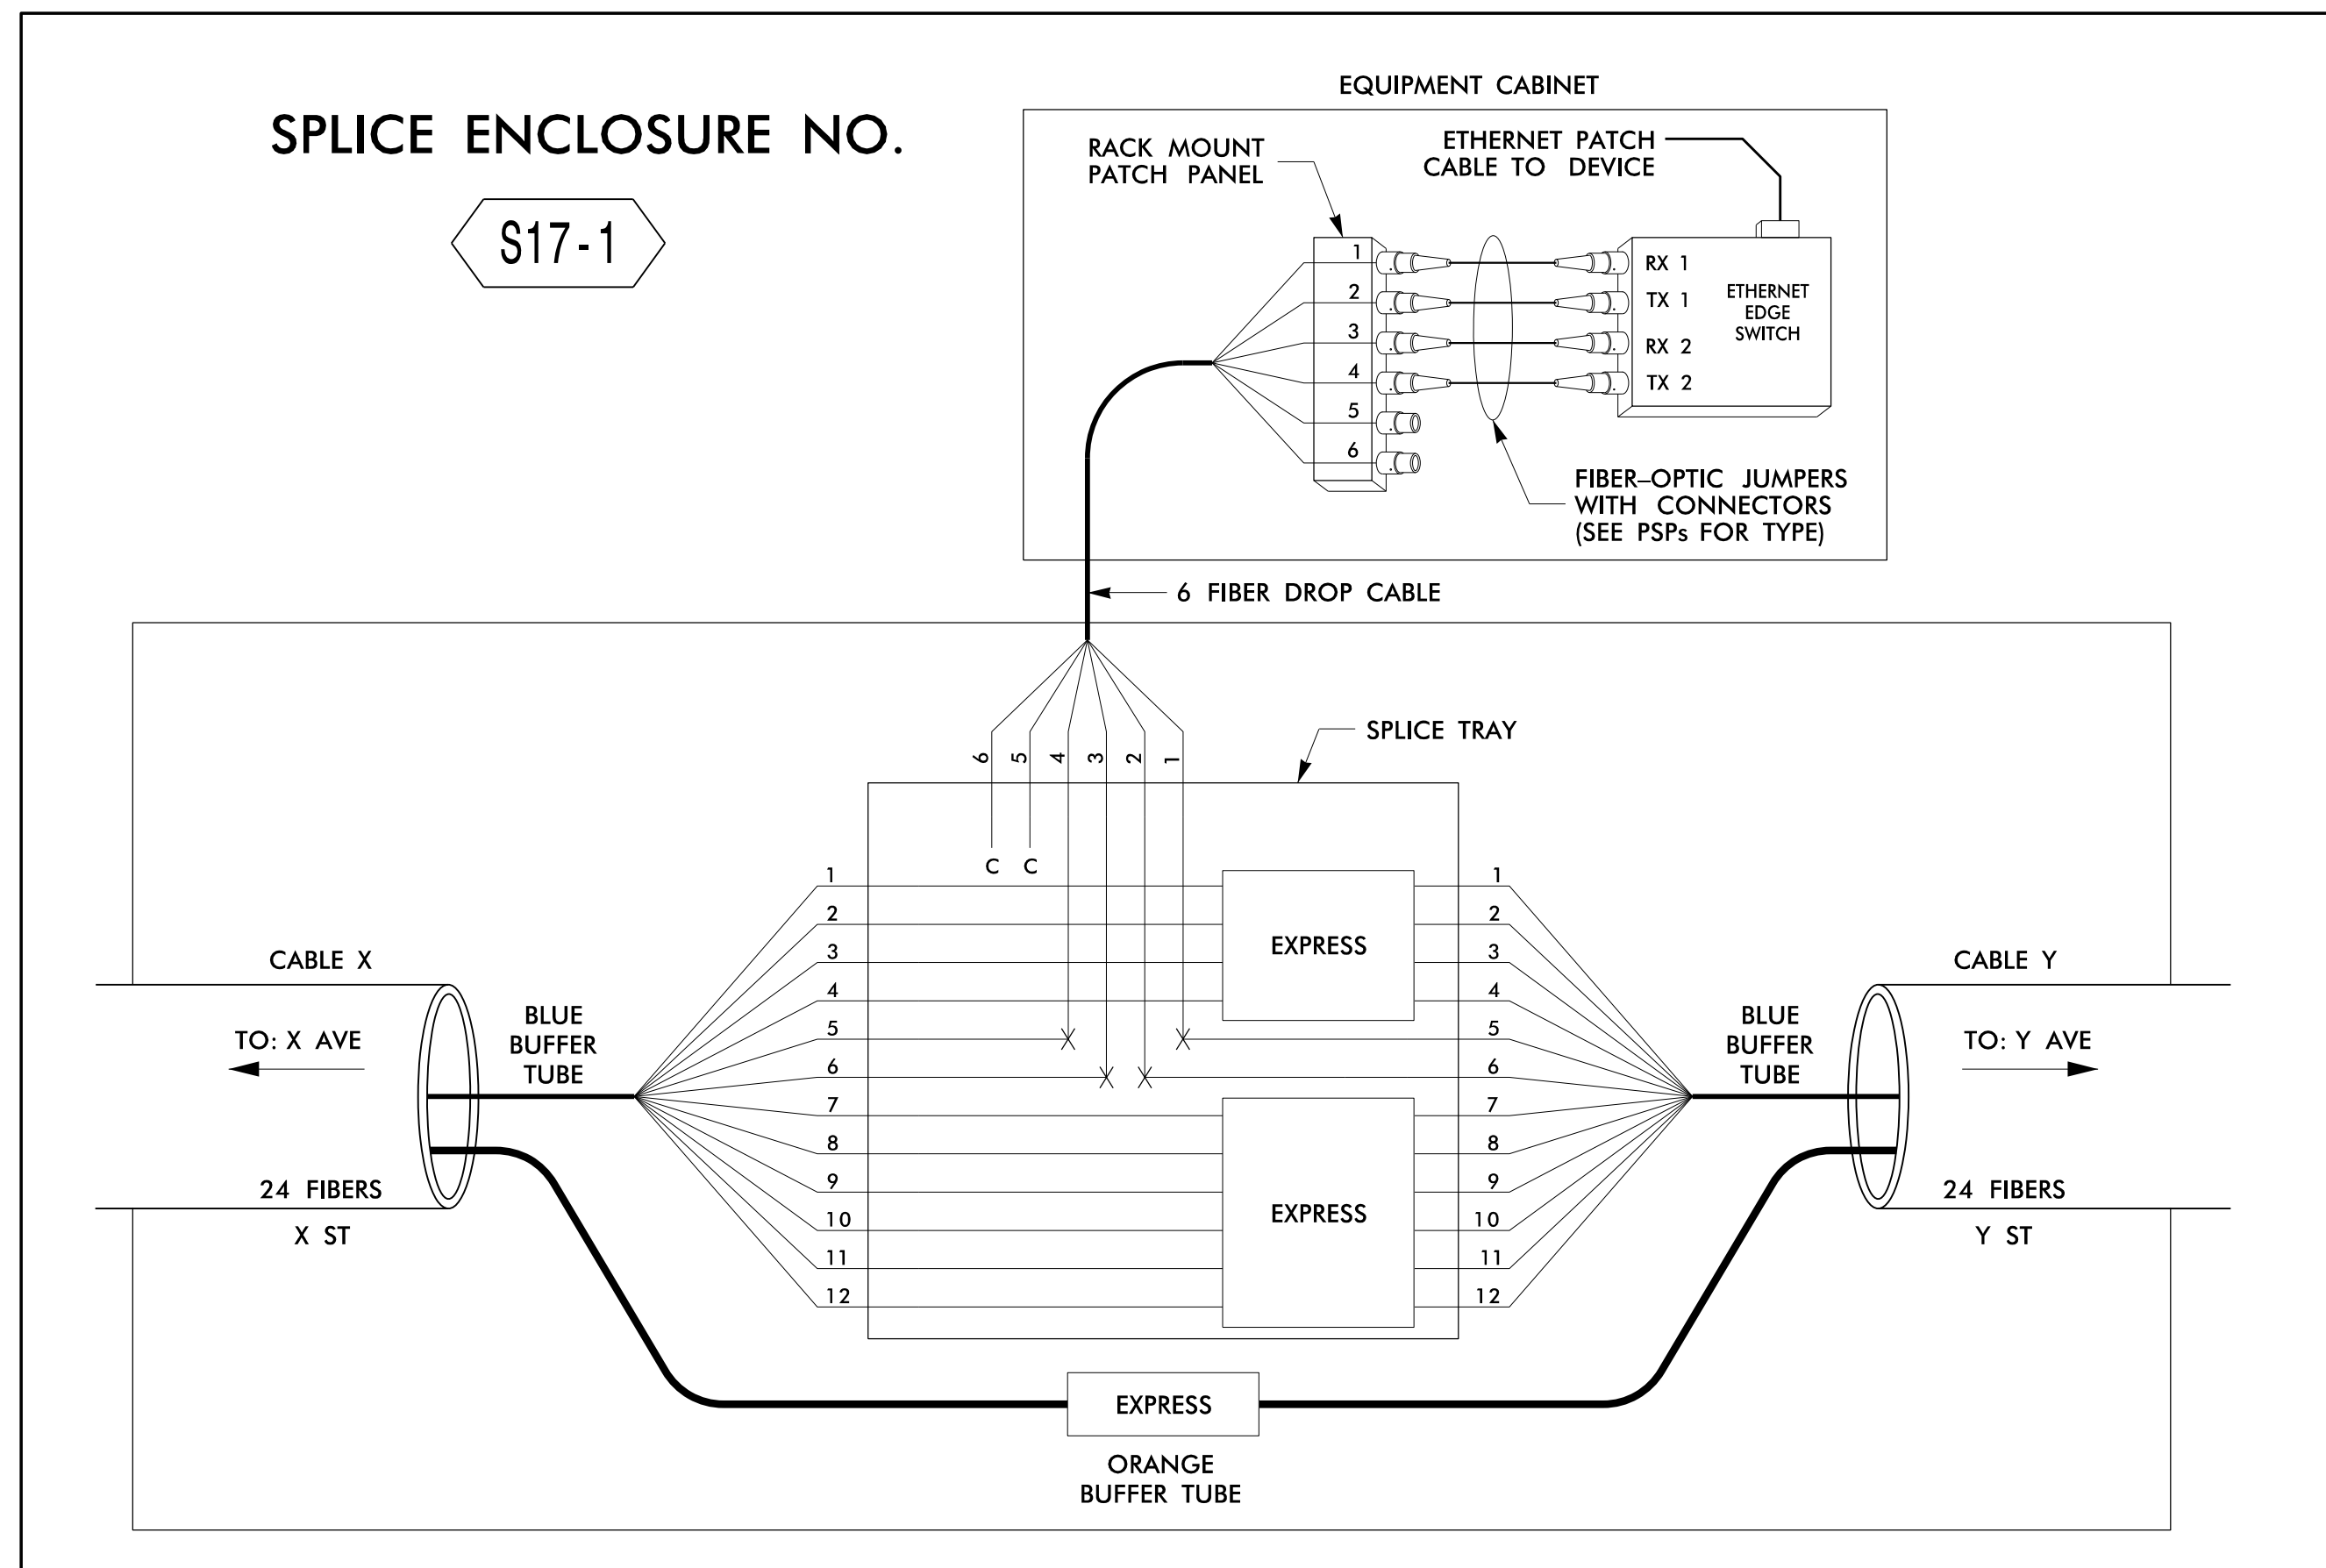 SPLICE ENCLOSURE NO.
S17-1
EQUIPMENT CABINET
RACK MOUNT
PATCH PANEL
ETHERNET PATCH
CABLE TO DEVICE
1
2
3
4
5
6
RX 1
TX 1
RX 2
TX 2
ETHERNET
EDGE
SWITCH
FIBER–OPTIC JUMPERS
WITH CONNECTORS
(SEE PSPs FOR TYPE)
6 FIBER DROP CABLE
6
5
4
3
2
1
SPLICE TRAY
C C
CABLE X
TO: X AVE
24 FIBERS
X ST
BLUE
BUFFER
TUBE
1
2
3
4
5
6
7
8
9
10
11
12
EXPRESS
EXPRESS
1
2
3
4
5
6
7
8
9
10
11
12
BLUE
BUFFER
TUBE
CABLE Y
TO: Y AVE
24 FIBERS
Y ST
EXPRESS
ORANGE
BUFFER TUBE